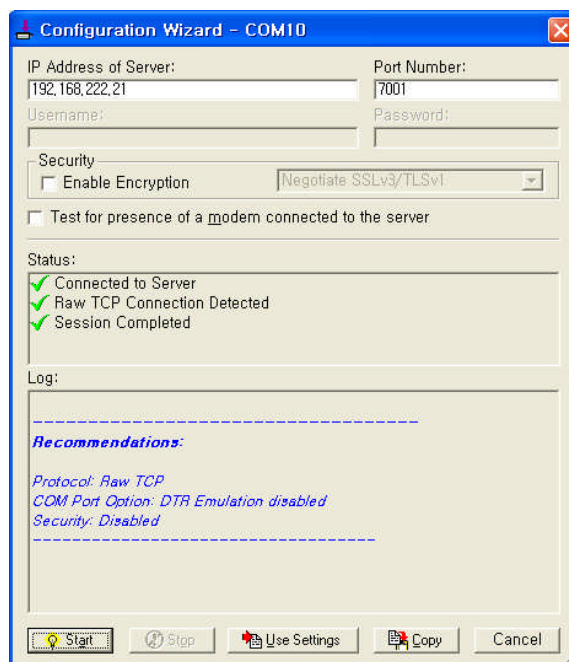 Configuration Wizard - COM10
IP Address of Server: Port Number:
192,168,222,21 7001
Username: Password:
Security
Enable Encryption Negotiate SSLv3/TLSv1
Test for presence of a modem connected to the server
Status:
Connected to Server
Raw TCP Connection Detected
Session Completed
Log:
Recommendations:
Protocol: Raw TCP
COM Port Option: DTR Emulation disabled
Security: Disabled
Start Stop Use Settings Copy Cancel